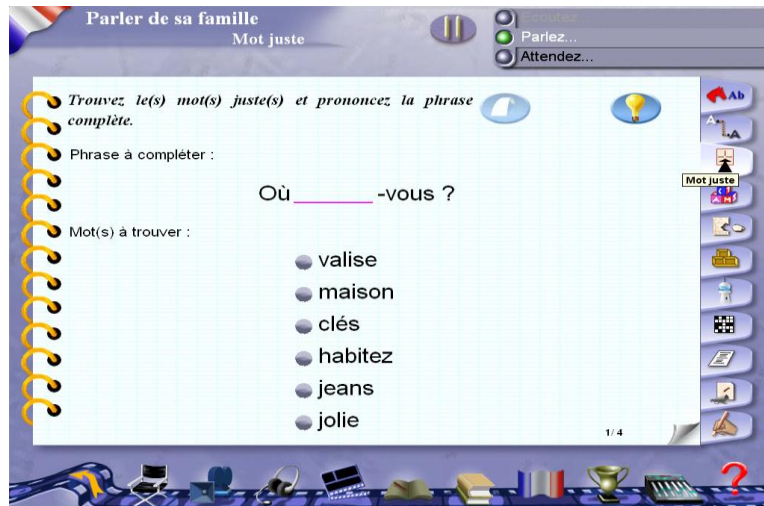 Parler de sa famille
Mot juste
Ecoutez...
Parlez...
Attendez...
Trouvez le(s) mot(s) juste(s) et prononcez la phrase
complète.
Phrase à compléter :
Où ______ -vous ?
Mot(s) à trouver :
valise
maison
clés
habitez
jeans
jolie
1/ 4
Ab
A
A
Mot juste
?